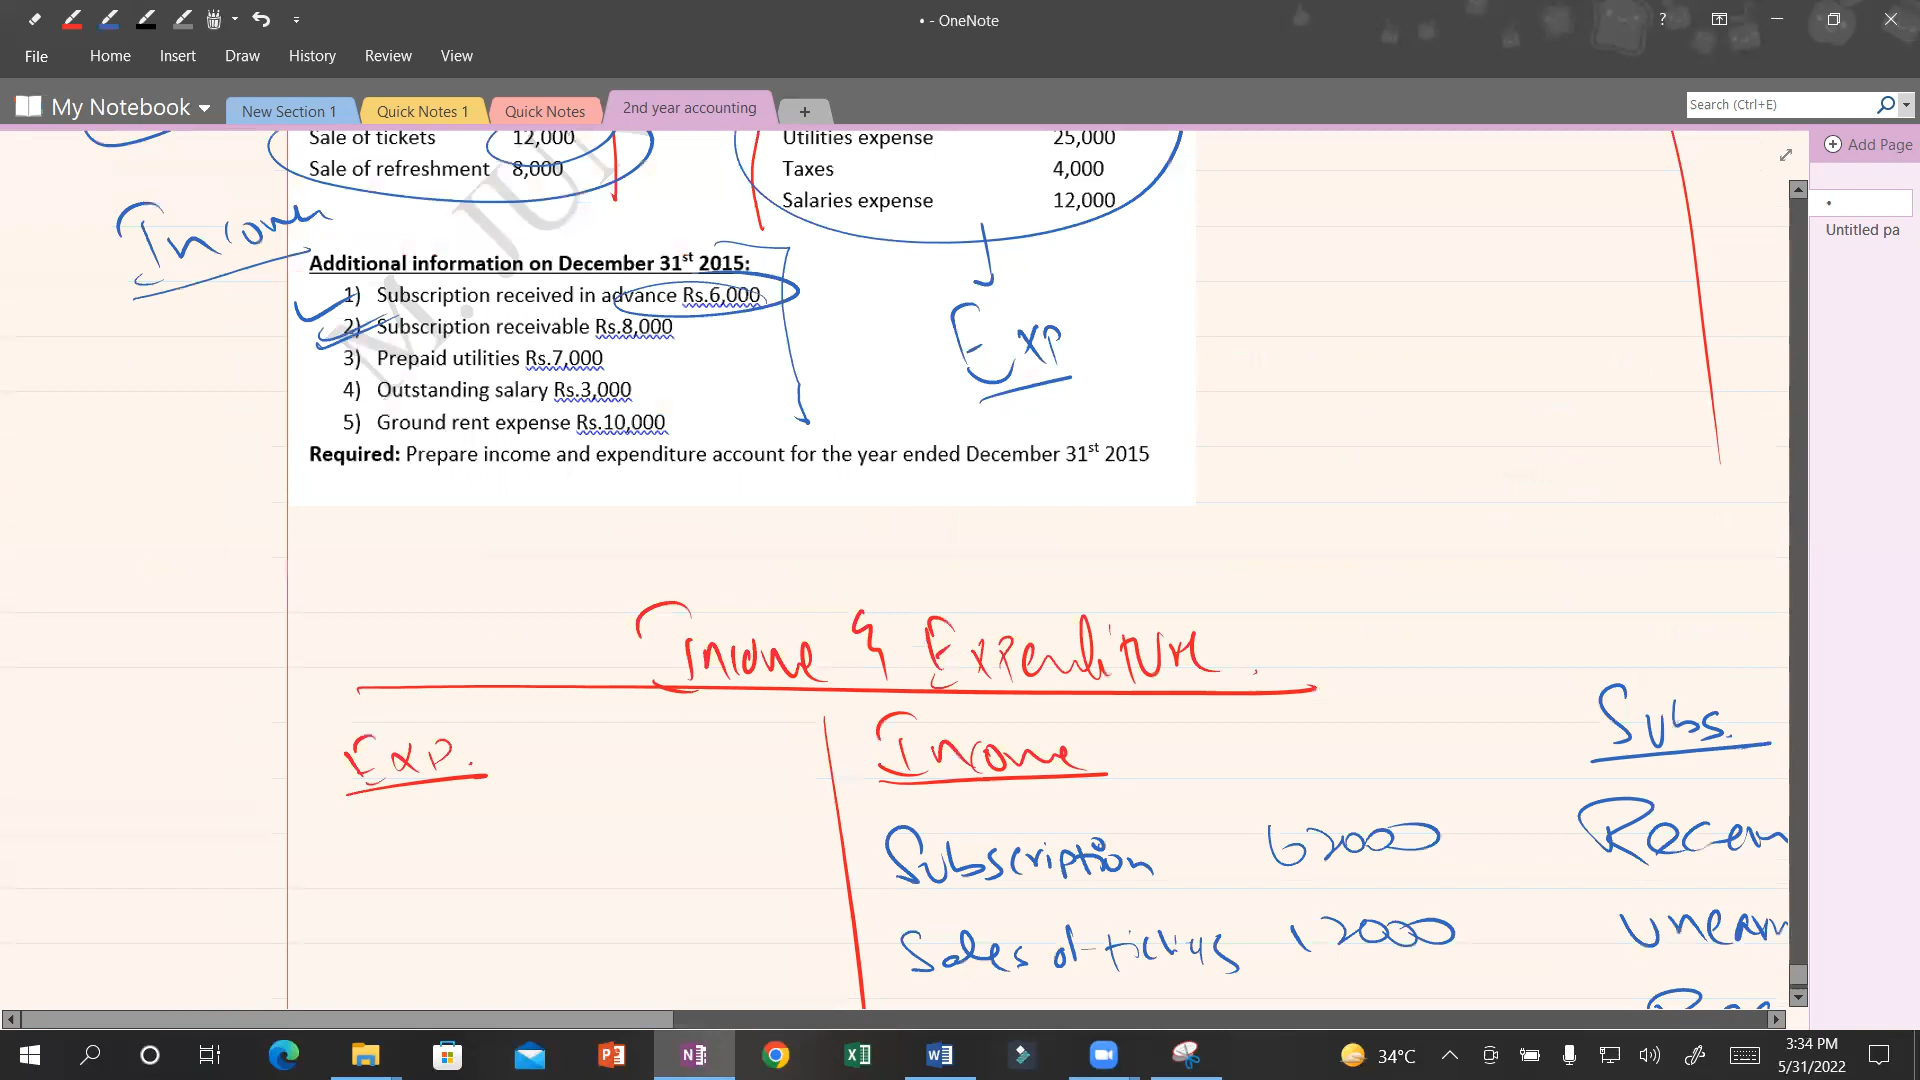 • - OneNote
?
File Home Insert Draw History Review View
My Notebook New Section 1 Quick Notes 1 Quick Notes 2nd year accounting +
Search (Ctrl+E)
Add Page
•
Untitled pa
Sale of tickets 12,000
Sale of refreshment 8,000
Utilities expense 25,000
Taxes 4,000
Salaries expense 12,000
Income
Additional information on December 31st 2015:
1) Subscription received in advance Rs.6,000
2) Subscription receivable Rs.8,000
3) Prepaid utilities Rs.7,000
4) Outstanding salary Rs.3,000
5) Ground rent expense Rs.10,000
Required: Prepare income and expenditure account for the year ended December 31st 2015
Exp
M. JU
Income & Expenditure.
Exp.
Income
Subs.
Subscription 62000
Sales of tickets 12000
unearn
34°C
3:34 PM
5/31/2022